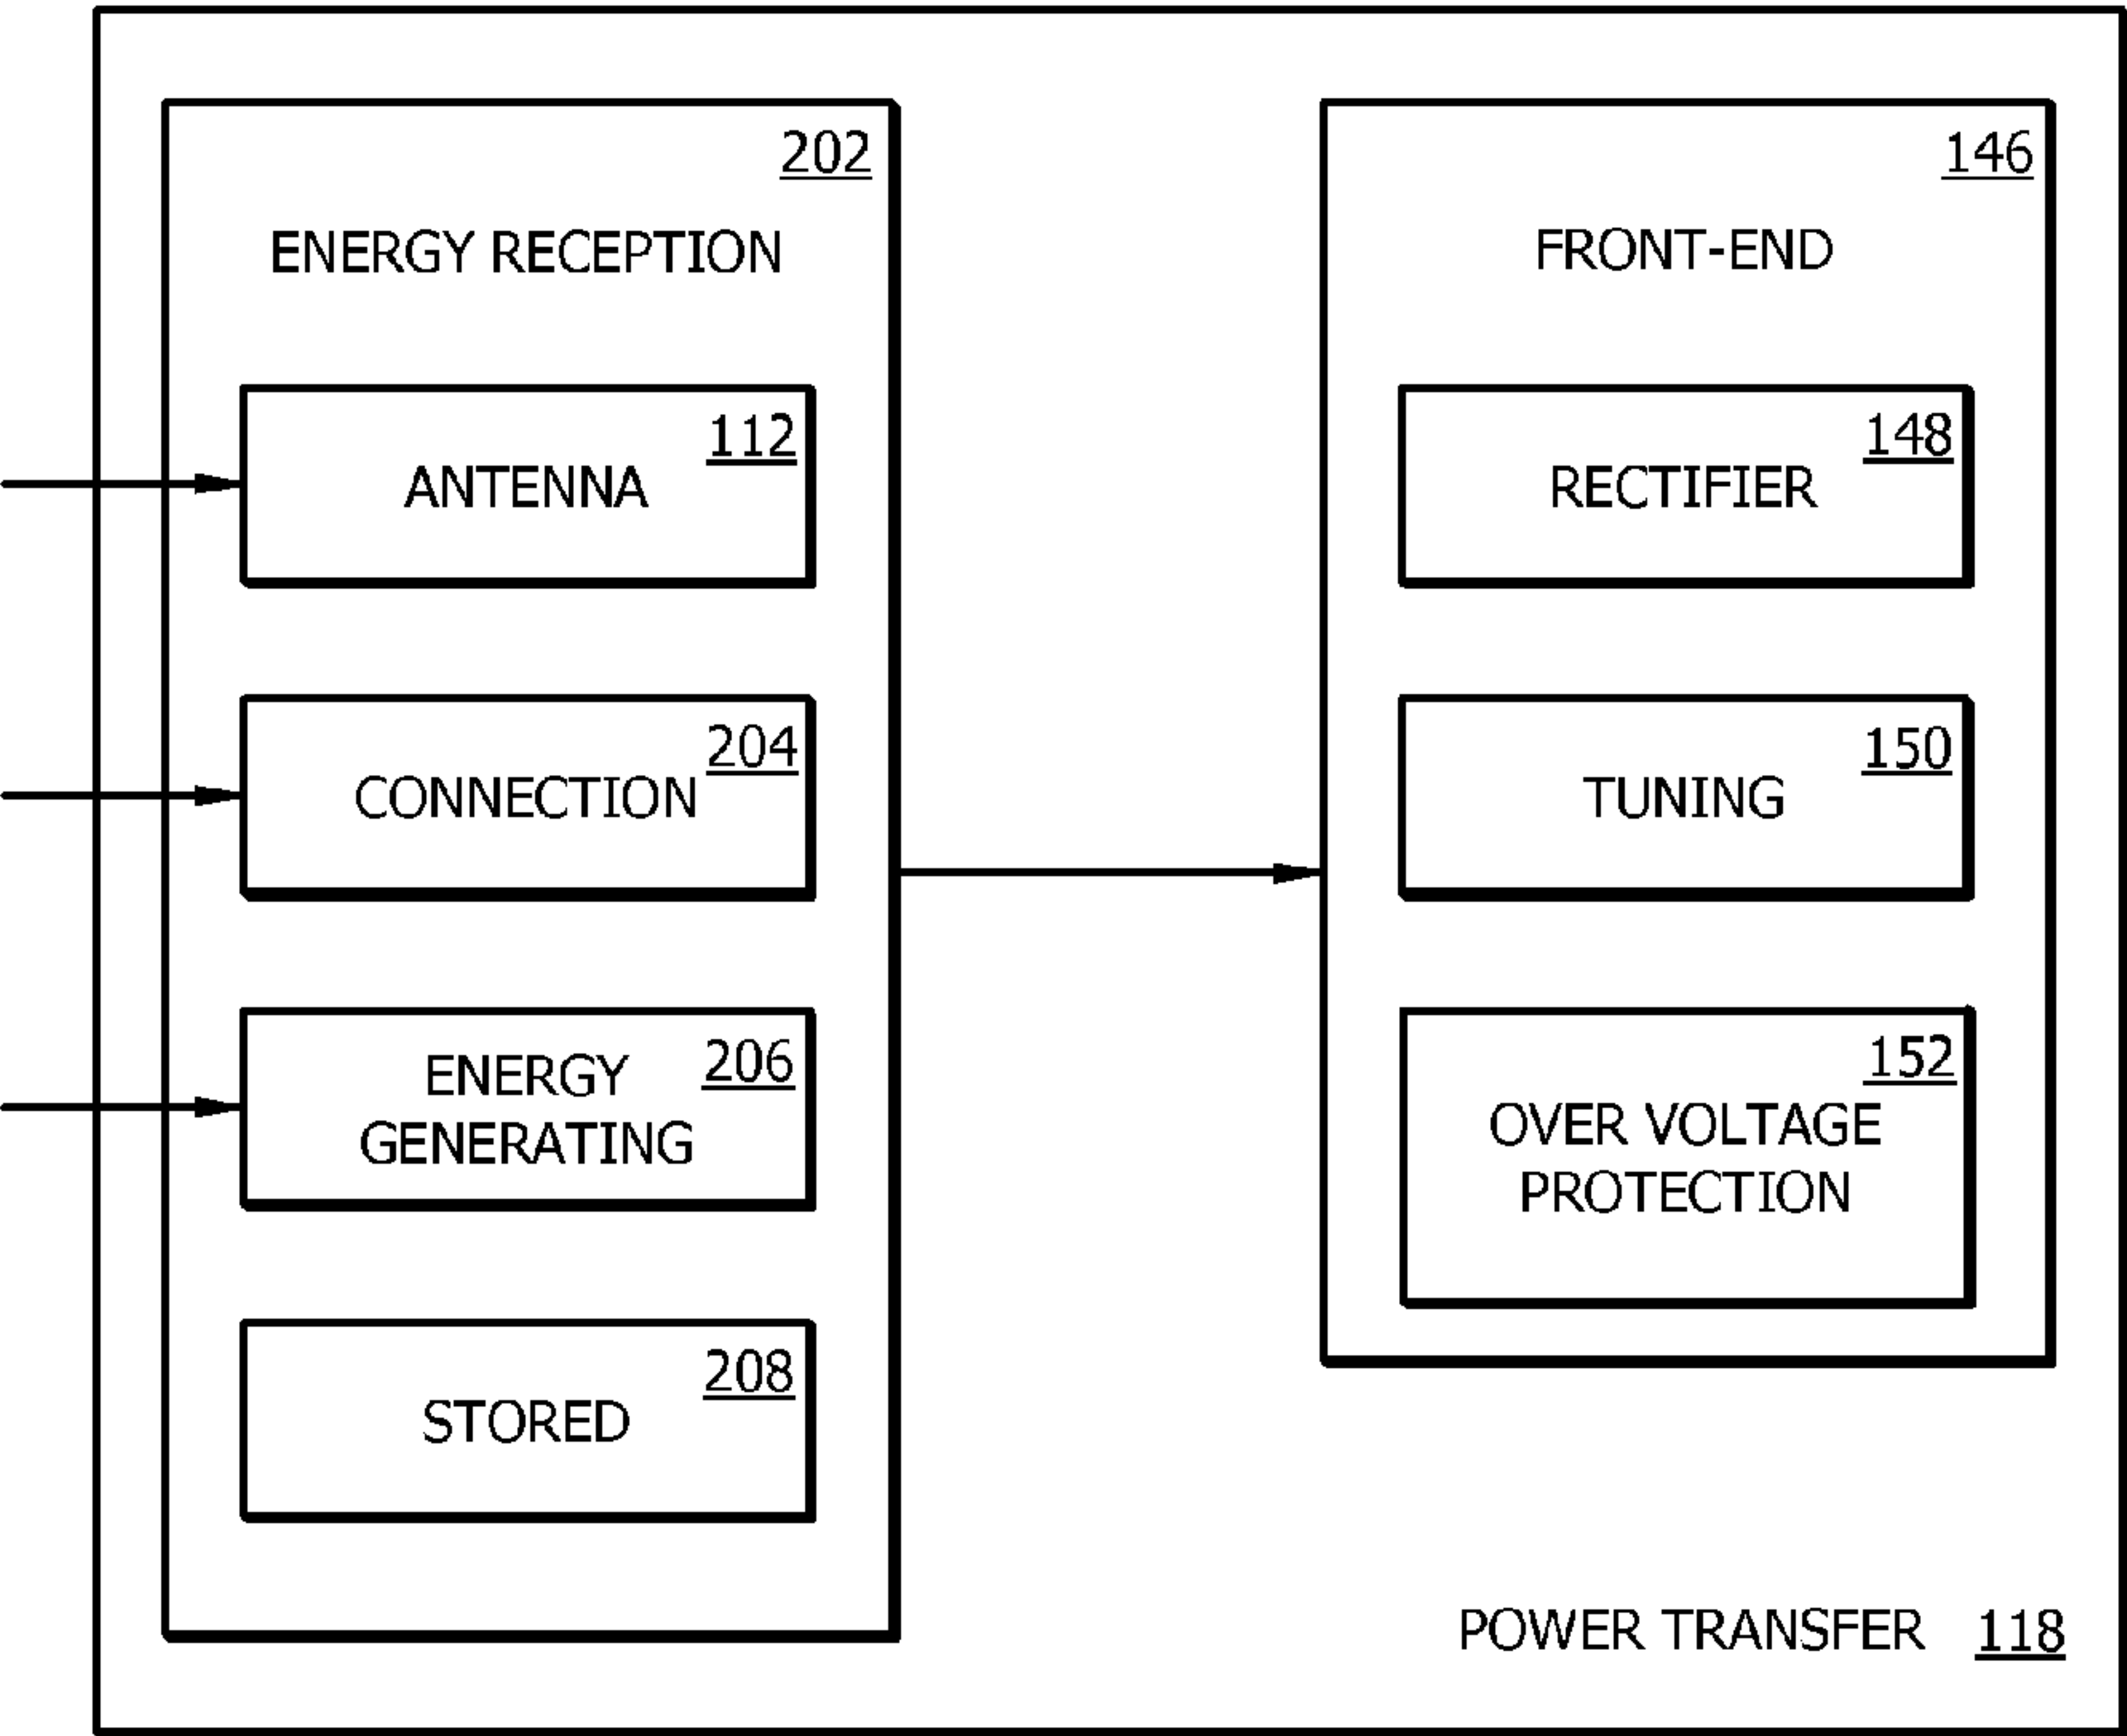 202
ENERGY RECEPTION
112
ANTENNA
204
CONNECTION
206
ENERGY
GENERATING
208
STORED
146
FRONT-END
148
RECTIFIER
150
TUNING
152
OVER VOLTAGE
PROTECTION
POWER TRANSFER 118